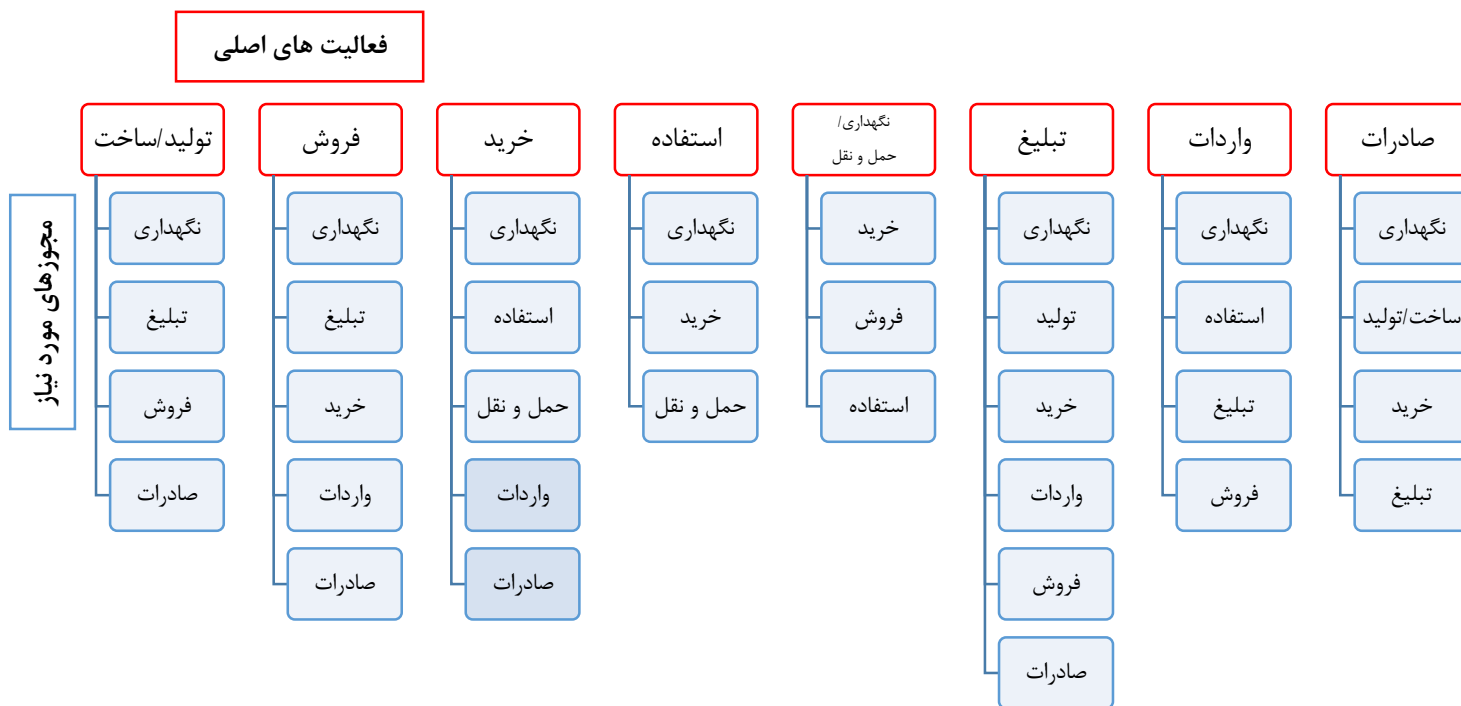 فعالیت های اصلی
تولید/ساخت
نگهداری
تبلیغ
فروش
صادرات
فروش
نگهداری
تبلیغ
خرید
واردات
صادرات
خرید
نگهداری
استفاده
حمل و نقل
واردات
صادرات
استفاده
نگهداری
خرید
حمل و نقل
نگهداری/
حمل و نقل
خرید
فروش
استفاده
تبلیغ
نگهداری
تولید
خرید
واردات
فروش
صادرات
واردات
نگهداری
استفاده
تبلیغ
فروش
صادرات
نگهداری
ساخت/تولید
خرید
تبلیغ
مجوزهای مورد نیاز